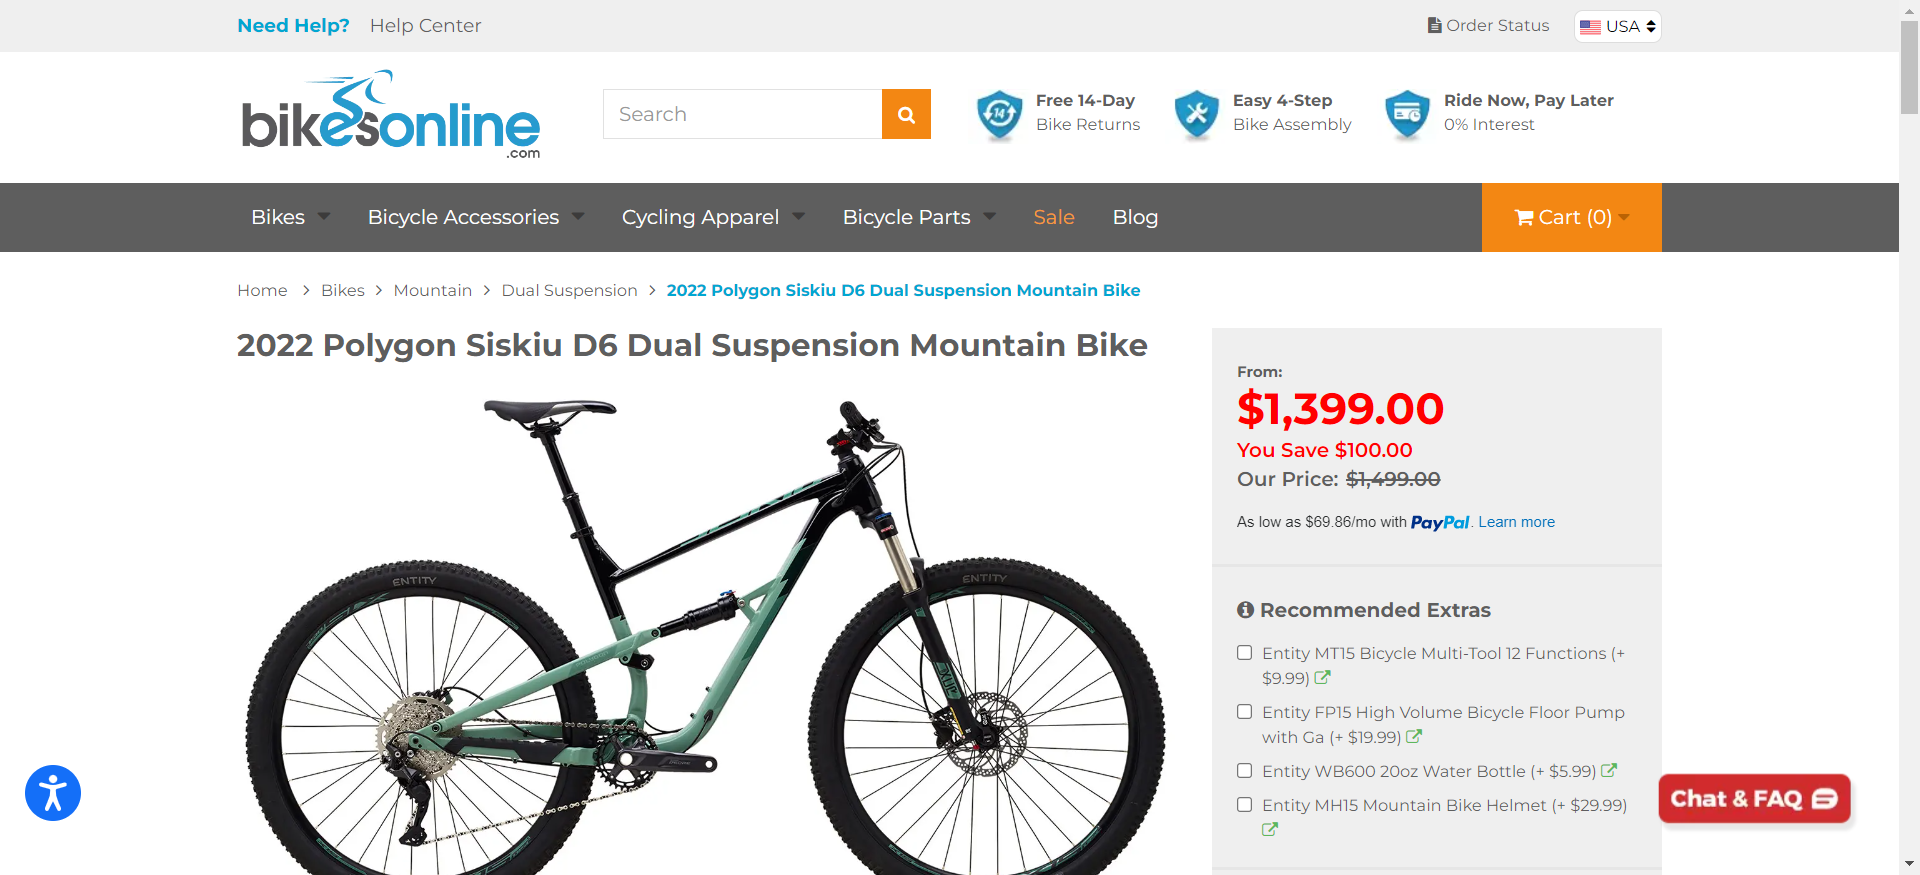 Need Help? Help Center
Order Status USA
bikesonline
.com
Search
Free 14-Day
Bike Returns
14
Easy 4-Step
Bike Assembly
Ride Now, Pay Later
0% Interest
Bikes Bicycle Accessories Cycling Apparel Bicycle Parts Sale Blog
Cart (0)
Home > Bikes > Mountain > Dual Suspension > 2022 Polygon Siskiu D6 Dual Suspension Mountain Bike
2022 Polygon Siskiu D6 Dual Suspension Mountain Bike
ENTITY
ENTITY
From:
$1,399.00
You Save $100.00
Our Price: $1,499.00
As low as $69.86/mo with PayPal. Learn more
Recommended Extras
Entity MT15 Bicycle Multi-Tool 12 Functions (+
$9.99)
Entity FP15 High Volume Bicycle Floor Pump
with Ga (+ $19.99)
Entity WB600 20oz Water Bottle (+ $5.99)
Entity MH15 Mountain Bike Helmet (+ $29.99)
Chat & FAQ